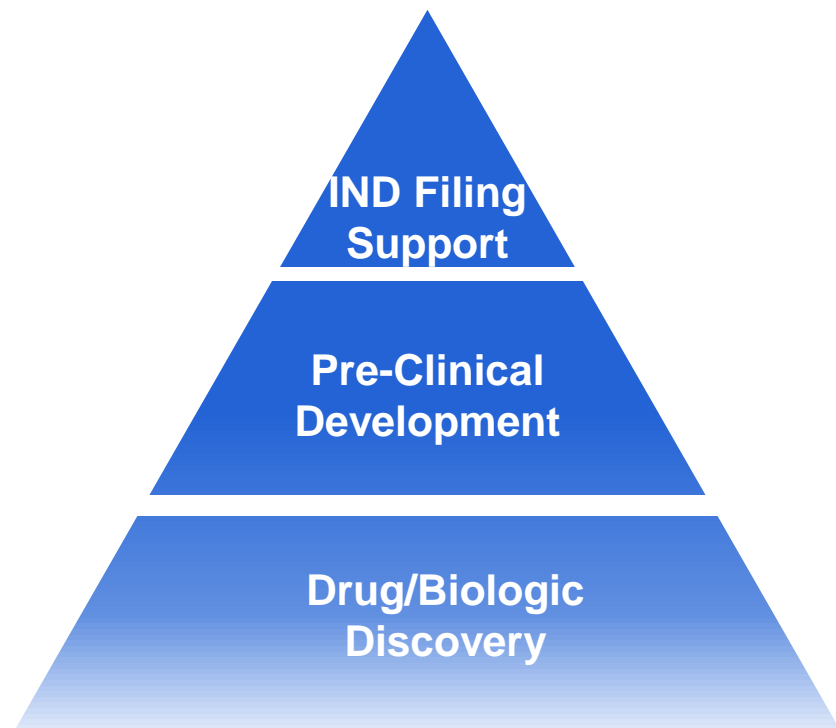 IND Filing
Support
Pre-Clinical
Development
Drug/Biologic
Discovery